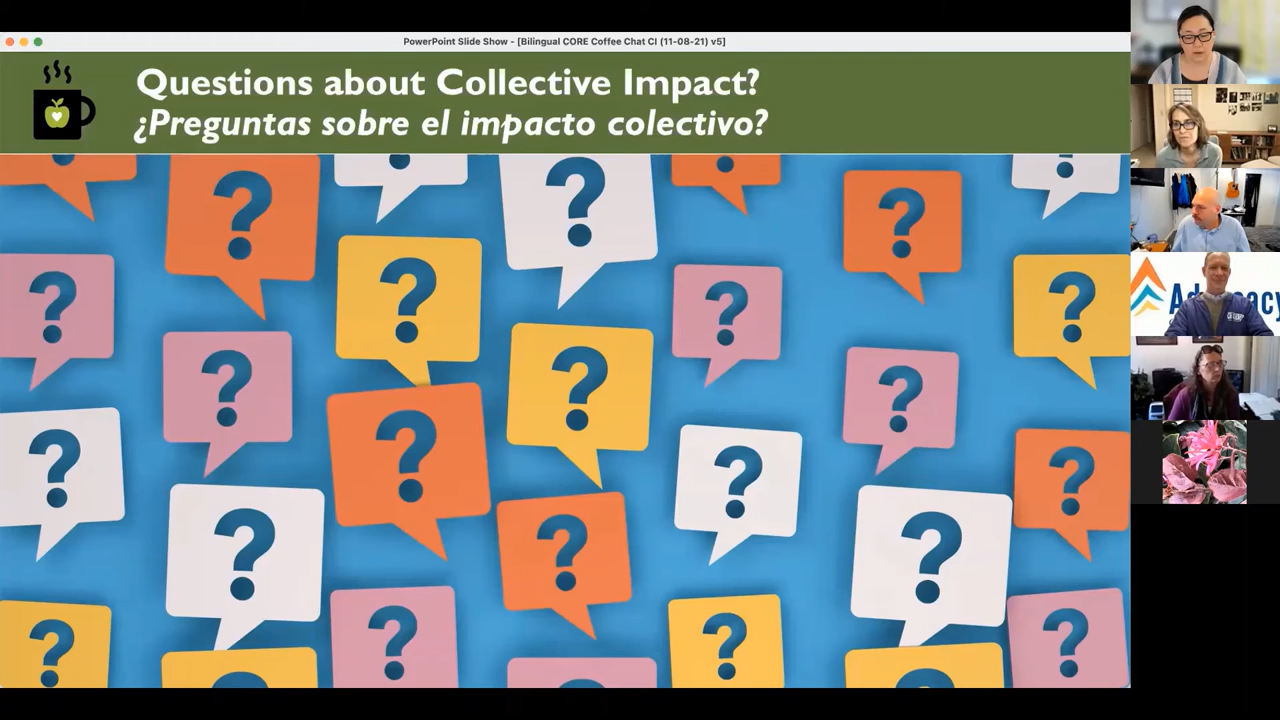 PowerPoint Slide Show - [Bilingual CORE Coffee Chat CI (11-08-21) v5]
Questions about Collective Impact?
¿Preguntas sobre el impacto colectivo?
? ? ? ? ? ? ? ? ? ? ? ? ? ? ? ? ? ? ? ? ? ? ?